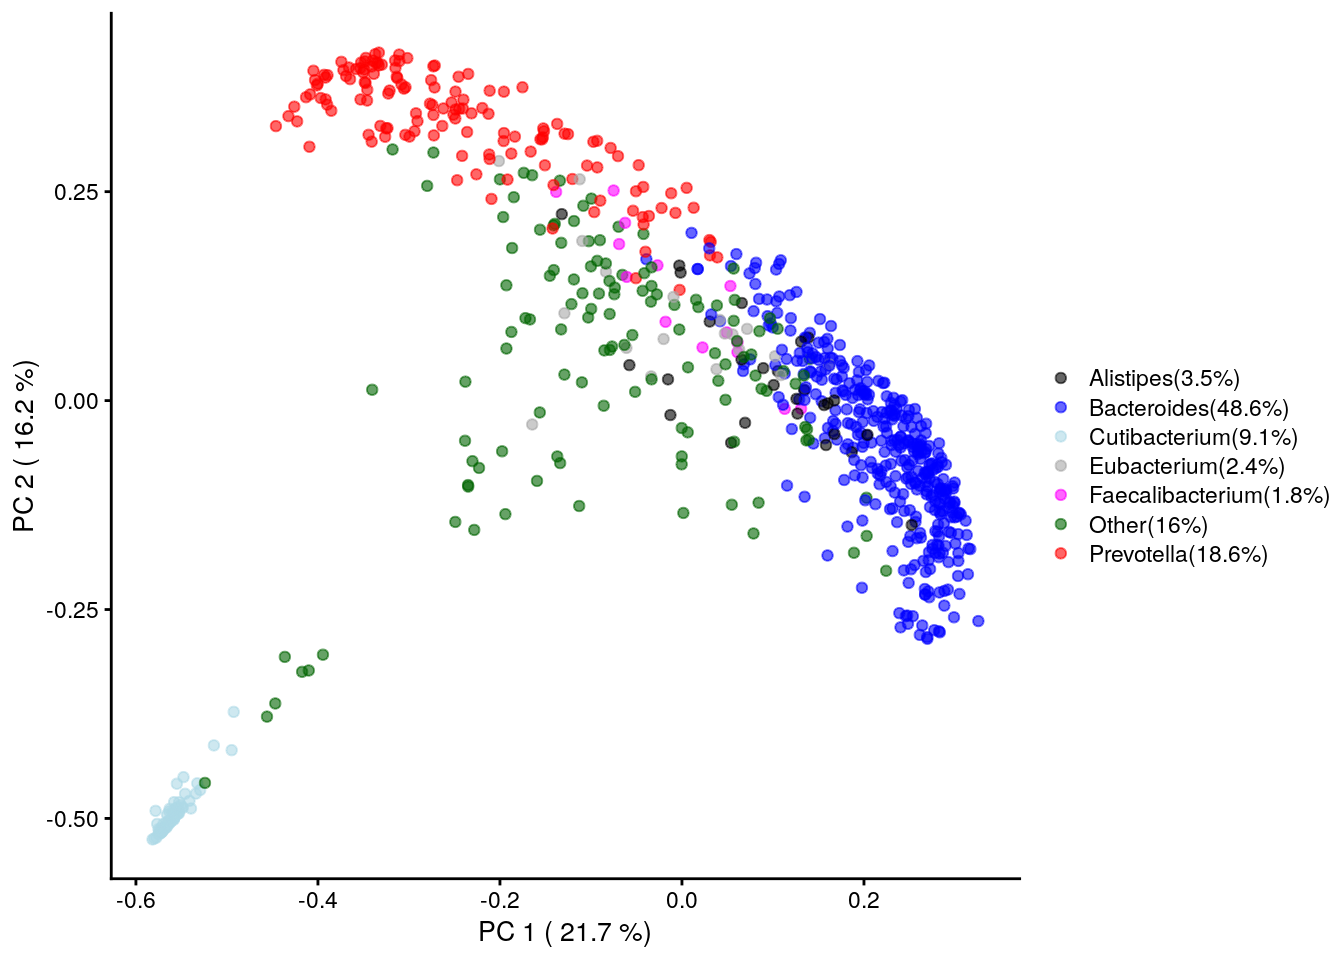 0.25
0.00
-0.25
-0.50
PC 2 ( 16.2 %)
-0.6
-0.4
-0.2
0.0
0.2
PC 1 ( 21.7 %)
Alistipes(3.5%)
Bacteroides(48.6%)
Cutibacterium(9.1%)
Eubacterium(2.4%)
Faecalibacterium(1.8%)
Other(16%)
Prevotella(18.6%)